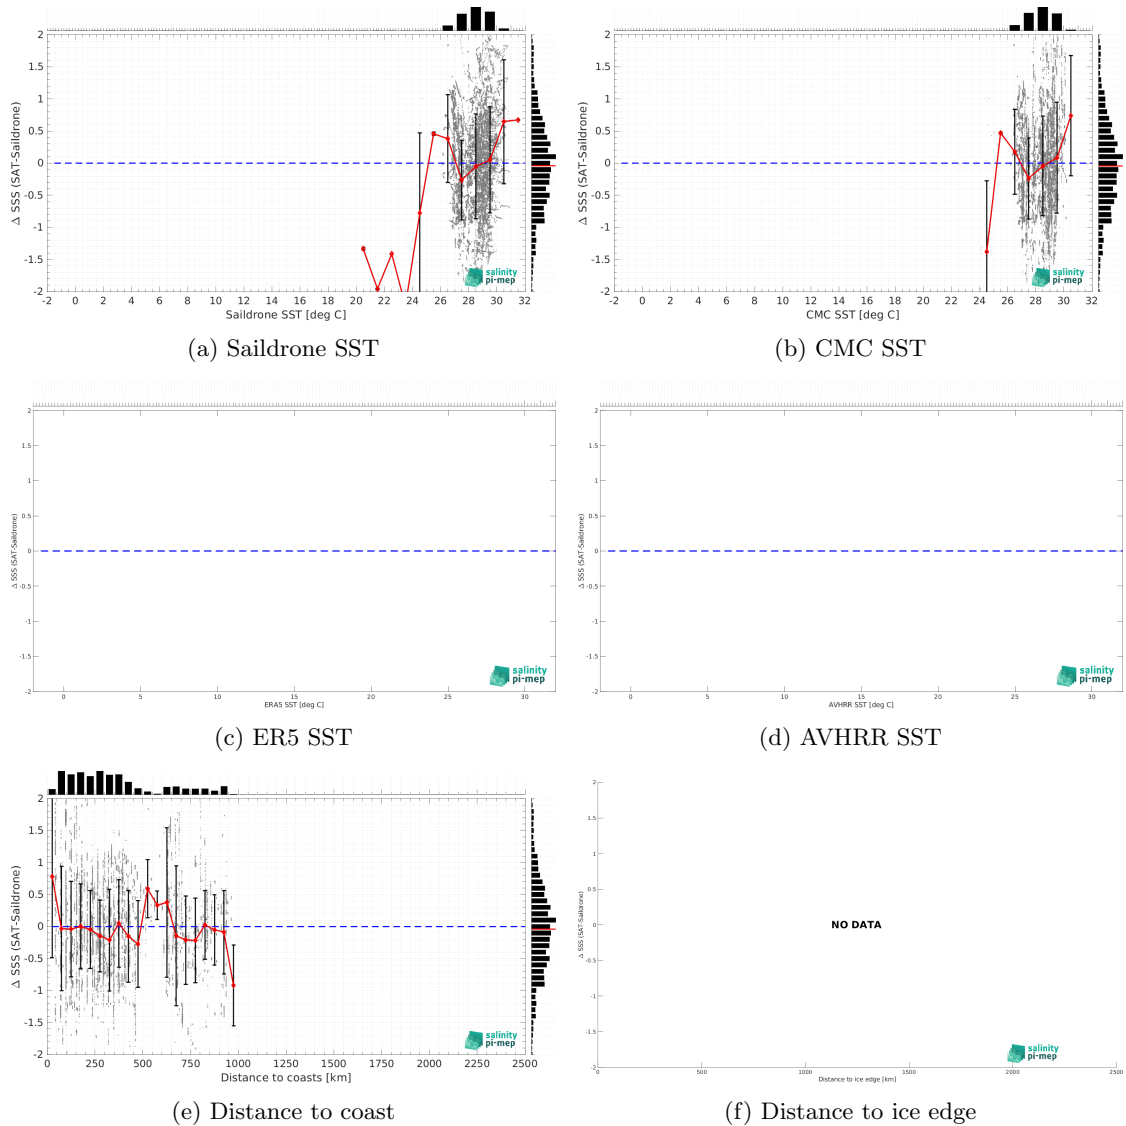 2
1.5
1
0.5
0
-0.5
-1
-1.5
-2
Δ SSS (SAT-Saildrone)
-2 0 2 4 6 8 10 12 14 16 18 20 22 24 26 28 30 32
Saildrone SST [deg C]
salinity
pi-mep
(a) Saildrone SST
2
1.5
1
0.5
0
-0.5
-1
-1.5
-2
Δ SSS (SAT-Saildrone)
-2 0 2 4 6 8 10 12 14 16 18 20 22 24 26 28 30 32
CMC SST [deg C]
salinity
pi-mep
(b) CMC SST
2
1.5
1
0.5
0
-0.5
-1
-1.5
-2
Δ SSS (SAT-Saildrone)
0 5 10 15 20 25 30
ERA5 SST [deg C]
salinity
pi-mep
(c) ER5 SST
2
1.5
1
0.5
0
-0.5
-1
-1.5
-2
Δ SSS (SAT-Saildrone)
0 5 10 15 20 25 30
AVHRR SST [deg C]
salinity
pi-mep
(d) AVHRR SST
2
1.5
1
0.5
0
-0.5
-1
-1.5
-2
Δ SSS (SAT-Saildrone)
0 250 500 750 1000 1250 1500 1750 2000 2250 2500
Distance to coasts [km]
salinity
pi-mep
(e) Distance to coast
2
1.5
1
0.5
0
-0.5
-1
-1.5
-2
Δ SSS (SAT-Saildrone)
NO DATA
0 500 1000 1500 2000 2500
Distance to ice edge [km]
salinity
pi-mep
(f) Distance to ice edge